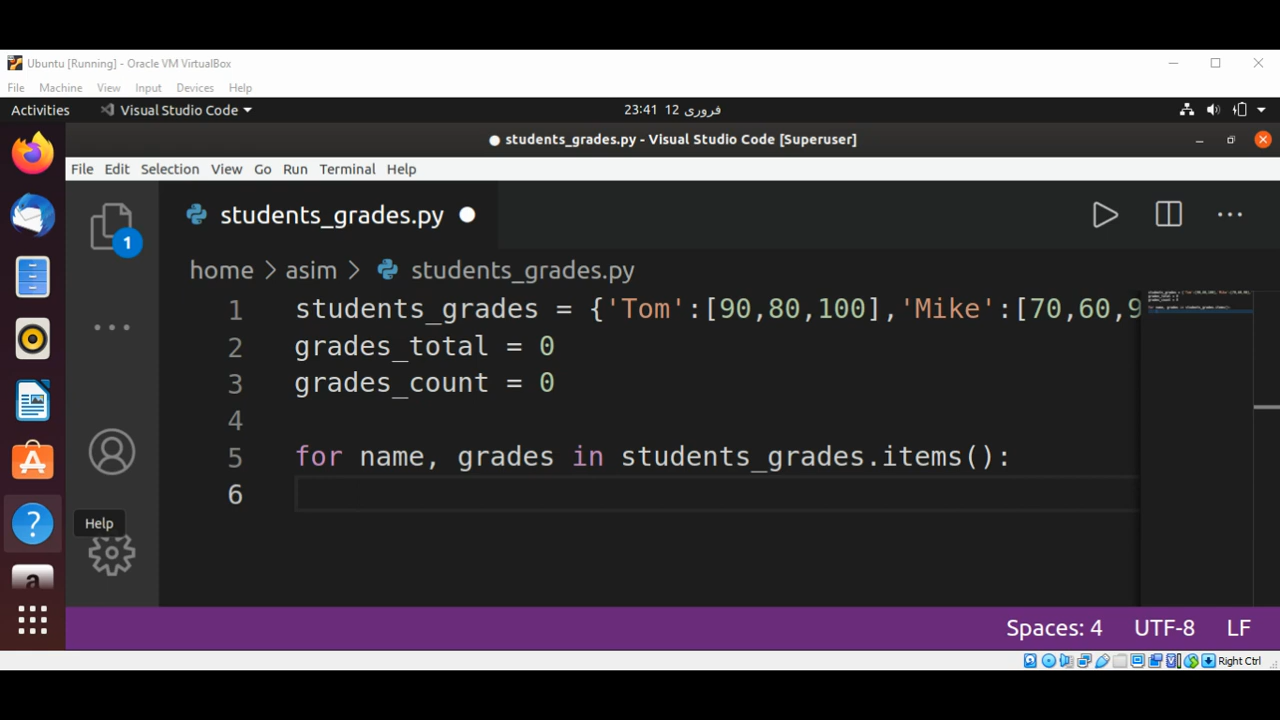 Ubuntu [Running] - Oracle VM VirtualBox
File Machine View Input Devices Help
Activities Visual Studio Code 23:41 12 فروری
students_grades.py - Visual Studio Code [Superuser]
File Edit Selection View Go Run Terminal Help
students_grades.py
1
home > asim > students_grades.py
1 students_grades = {'Tom':[90,80,100],'Mike':[70,60,9
2 grades_total = 0
3 grades_count = 0
4
5 for name, grades in students_grades.items():
6
Help
Spaces: 4 UTF-8 LF
Right Ctrl